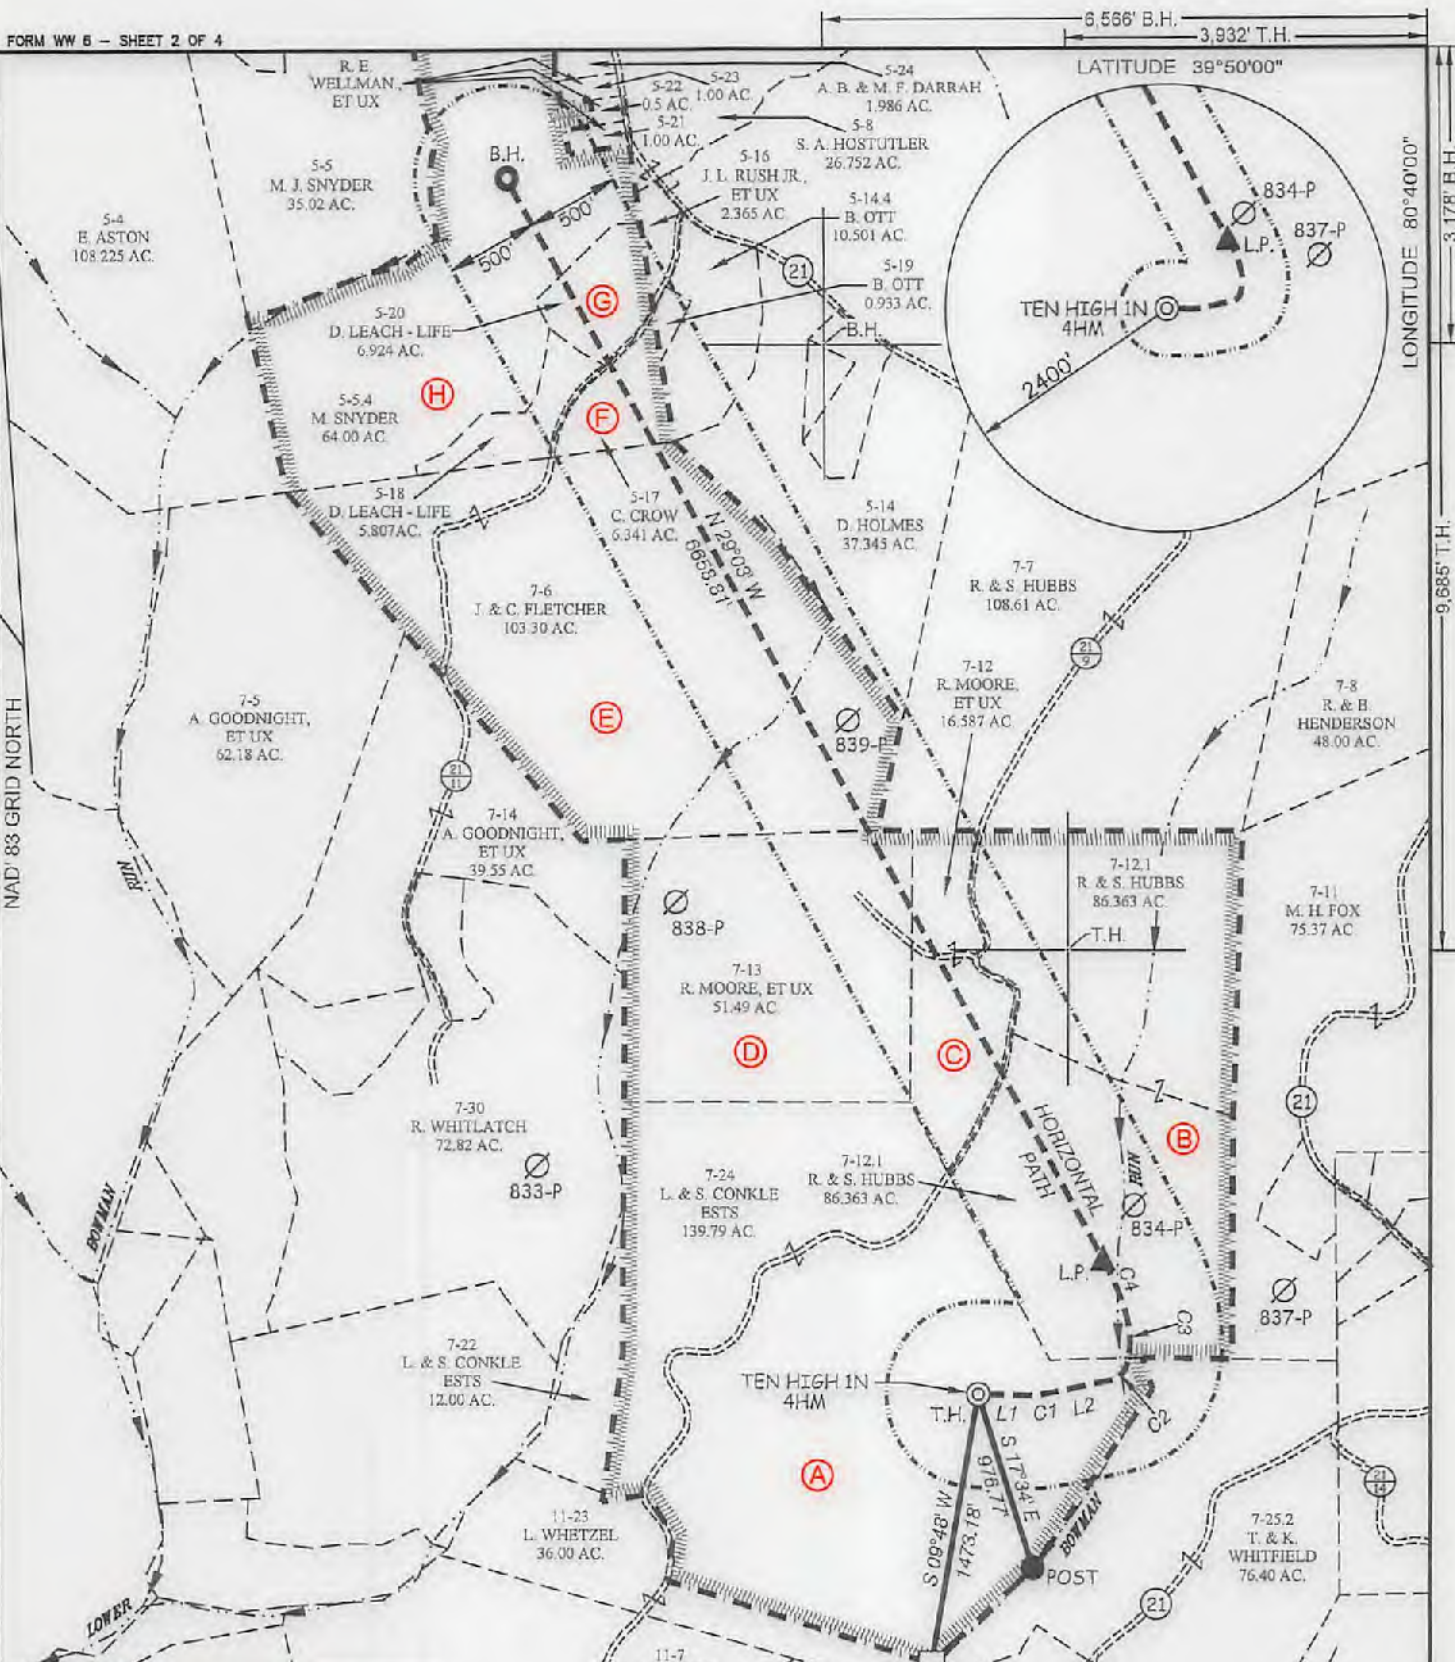 6,566' B.H.
3,932' T.H.
FORM WW 6 - SHEET 2 OF 4
LATITUDE 39°50'00"
LONGITUDE 80°40'00"
3,178' B.H.
9,685' T.H.
NAD' 83 GRID NORTH
R. E.
WELLMAN,
ET UX
5-22
0.5 AC.
5-23
1.00 AC.
5-21
1.00 AC.
5-24
A. B. & M. F. DARRAH
1.986 AC.
5-8
S. A. HOSTUTLER
26.752 AC.
5-16
J. L. RUSH JR.,
ET UX
2.365 AC.
5-14.4
B. OTT
10.501 AC.
5-19
B. OTT
0.933 AC.
B.H.
5-5
M. J. SNYDER
35.02 AC.
5-4
E. ASTON
108.225 AC.
500'
500'
21
B.H.
834-P
837-P
L.P.
TEN HIGH 1N
4HM
2400'
5-20
D. LEACH - LIFE
6.924 AC.
G
H
F
5-5.4
M. SNYDER
64.00 AC.
5-18
D. LEACH - LIFE
5.807AC.
5-17
C. CROW
6.341 AC.
N 29°03' W
6653.81'
5-14
D. HOLMES
37.345 AC.
7-7
R. & S. HUBBS
108.61 AC.
21
9
7-6
J. & C. FLETCHER
103.30 AC.
E
7-5
A. GOODNIGHT,
ET UX
62.18 AC.
7-12
R. MOORE,
ET UX
16.587 AC
7-8
R. & B.
HENDERSON
48.00 AC.
839-P
21
11
7-14
A. GOODNIGHT,
ET UX
39.55 AC.
RUN
7-12.1
R. & S. HUBBS
86.363 AC.
7-11
M. H. FOX
75.37 AC
838-P
T.H.
7-13
R. MOORE, ET UX
51.49 AC
D
C
B
21
7-30
R. WHITLATCH
72.82 AC.
833-P
HORIZONTAL
PATH
RUN
834-P
7-24
L. & S. CONKLE
ESTS
139.79 AC.
7-12.1
R. & S. HUBBS
86.363 AC.
BOWMAN
L.P.
C4
C3
837-P
7-22
L. & S. CONKLE
ESTS
12.00 AC.
TEN HIGH 1N
4HM
T.H.
L1
C1
L2
C2
A
S 17°34' E
976.77'
S 09°48' W
1473.18'
BOWMAN
POST
21
14
11-23
L. WHETZEL
36.00 AC.
7-25.2
T. & K.
WHITFIELD
76.40 AC.
21
LOWER
11-7